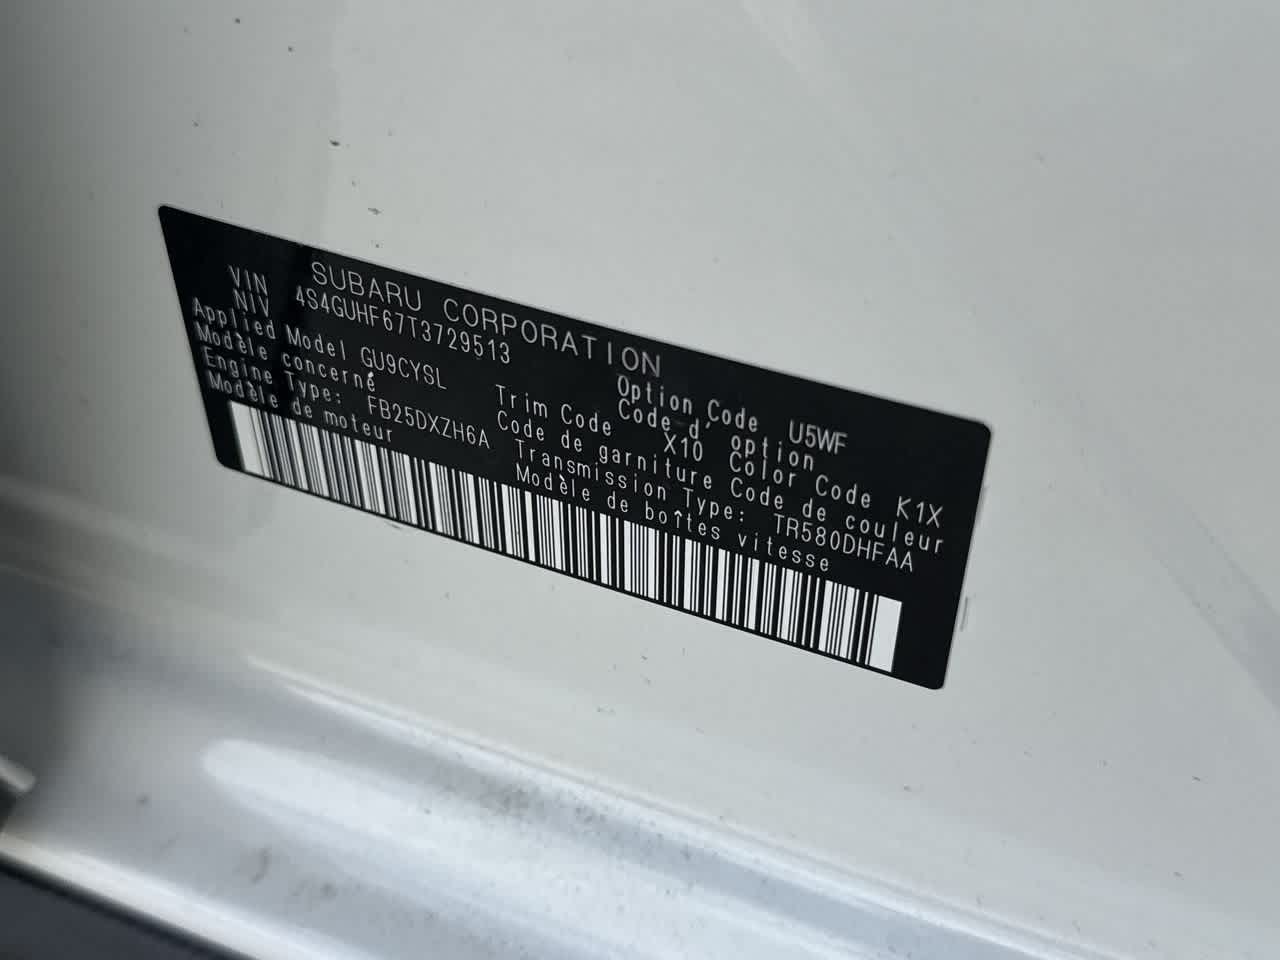 SUBARU CORPORATION
VIN
NIV 4S4GUHF67T3729513
Option Code U5WF
Code d' option
Applied Model GU9CYSL
Modèle concerné
Trim Code X10
Code de garniture
Color Code K1X
Code de couleur
Engine Type: FB25DXZH6A
Modèle de moteur
Transmission Type: TR580DHFAA
Modèle de boîtes vitesse